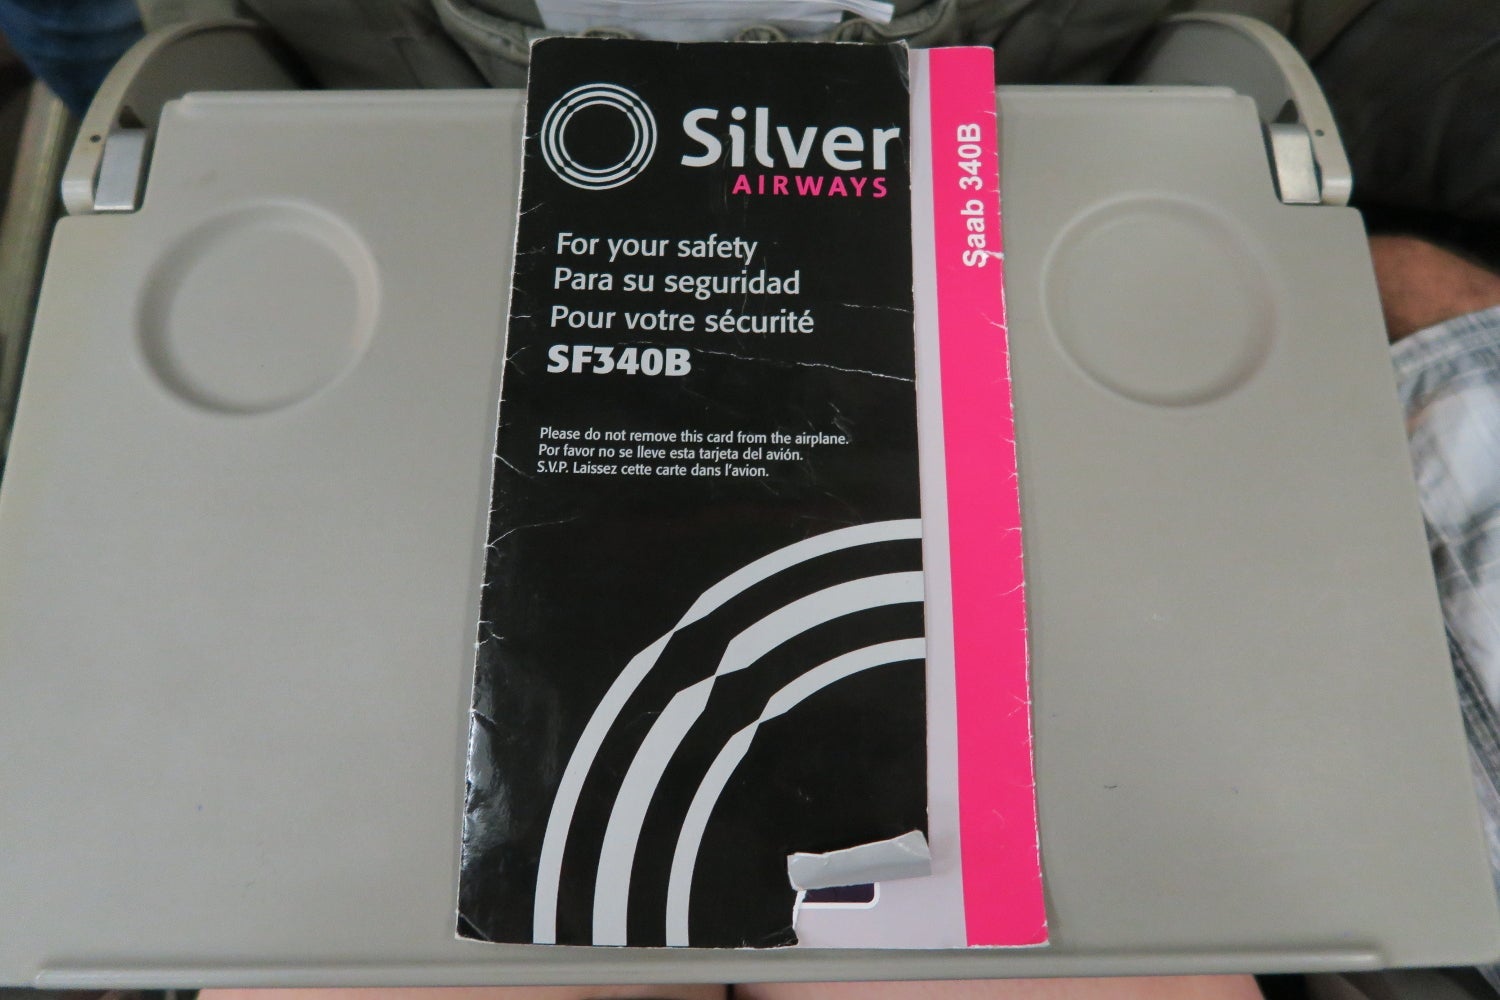 Silver
AIRWAYS
For your safety
Para su seguridad
Pour votre sécurité
SF340B
Please do not remove this card from the airplane.
Por favor no se lleve esta tarjeta del avión.
S.V.P. Laissez cette carte dans l'avion.
Saab 340B